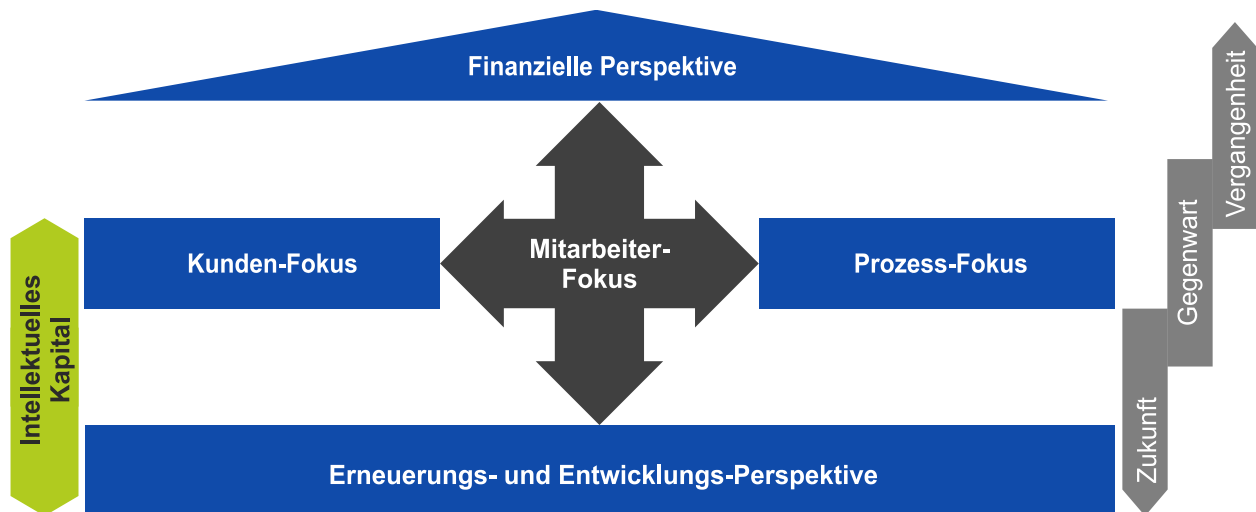 Finanzielle Perspektive
Vergangenheit
Gegenwart
Zukunft
Kunden-Fokus
Mitarbeiter-
Fokus
Prozess-Fokus
Intellektuelles
Kapital
Erneuerungs- und Entwicklungs-Perspektive